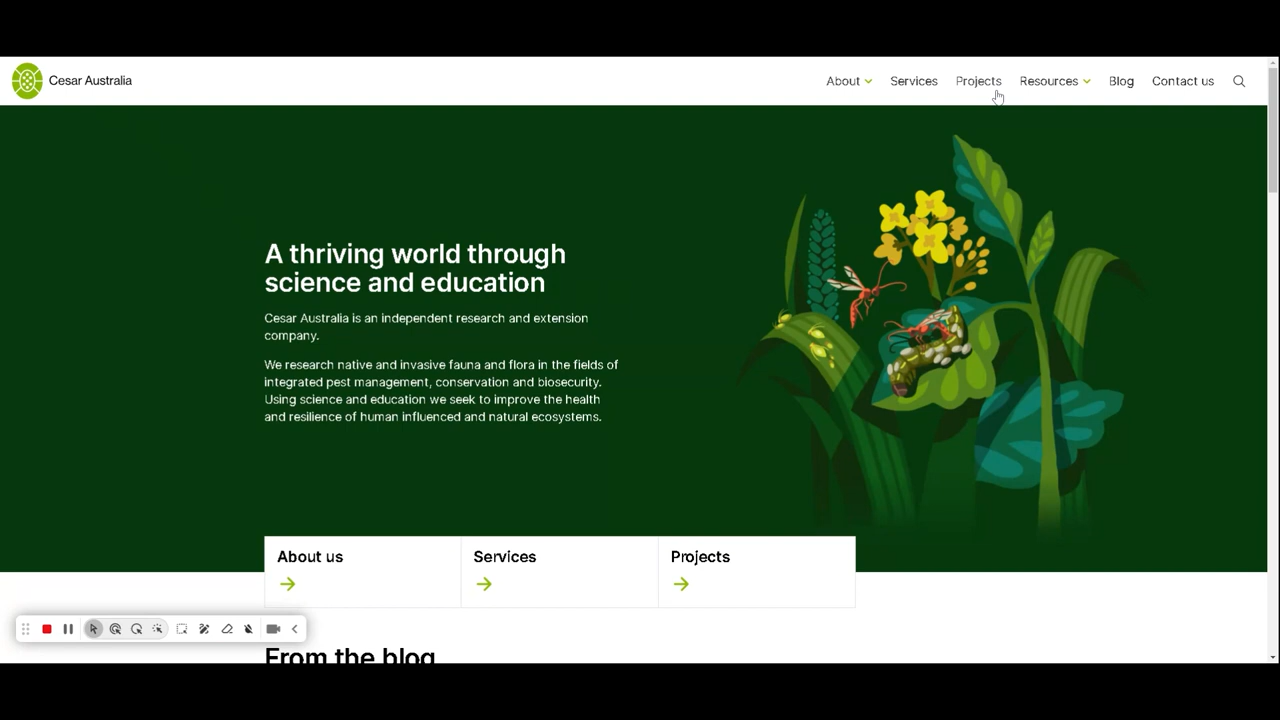 Cesar Australia
About
Services
Projects
Resources
Blog
Contact us
A thriving world through
science and education
Cesar Australia is an independent research and extension
company.
We research native and invasive fauna and flora in the fields of
integrated pest management, conservation and biosecurity.
Using science and education we seek to improve the health
and resilience of human influenced and natural ecosystems.
About us
Services
Projects
From the blog